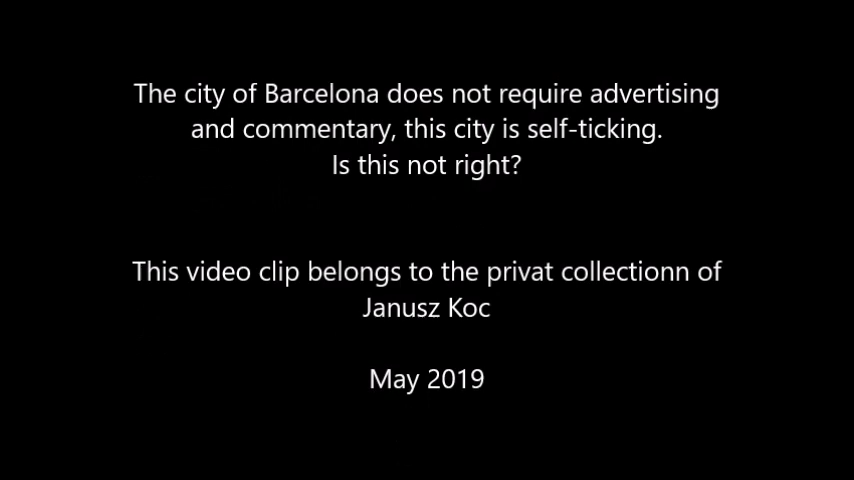 The city of Barcelona does not require advertising
and commentary, this city is self-ticking.
Is this not right?
This video clip belongs to the privat collectionn of
Janusz Koc
May 2019